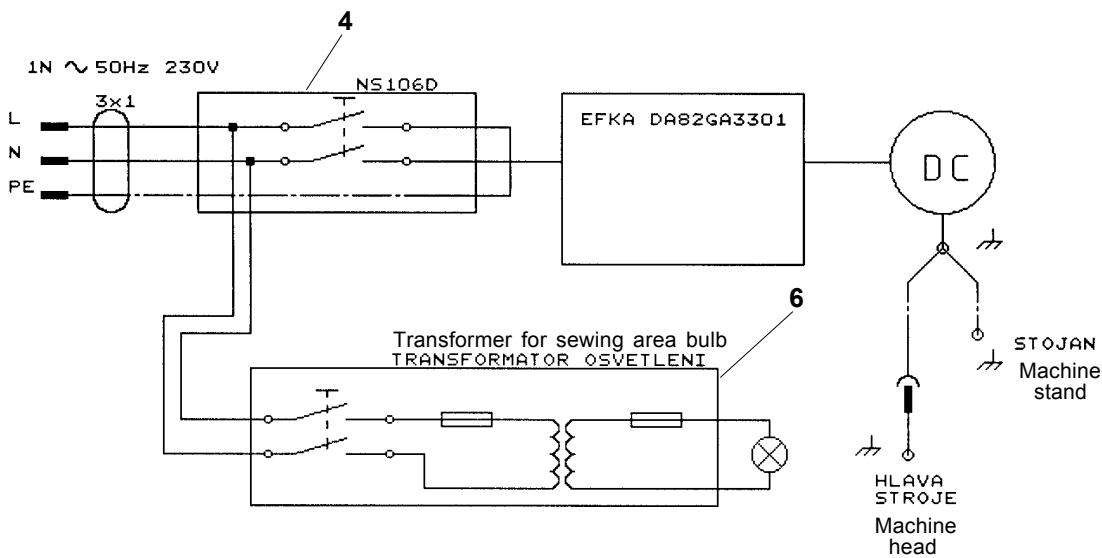 4
1N ~ 50Hz 230V
NS106D
3x1
L
N
PE
EFKA DA82GA3301
DC
6
Transformer for sewing area bulb
TRANSFORMATOR OSVETLENI
STOJAN
Machine
stand
HLAVA
STROJE
Machine
head